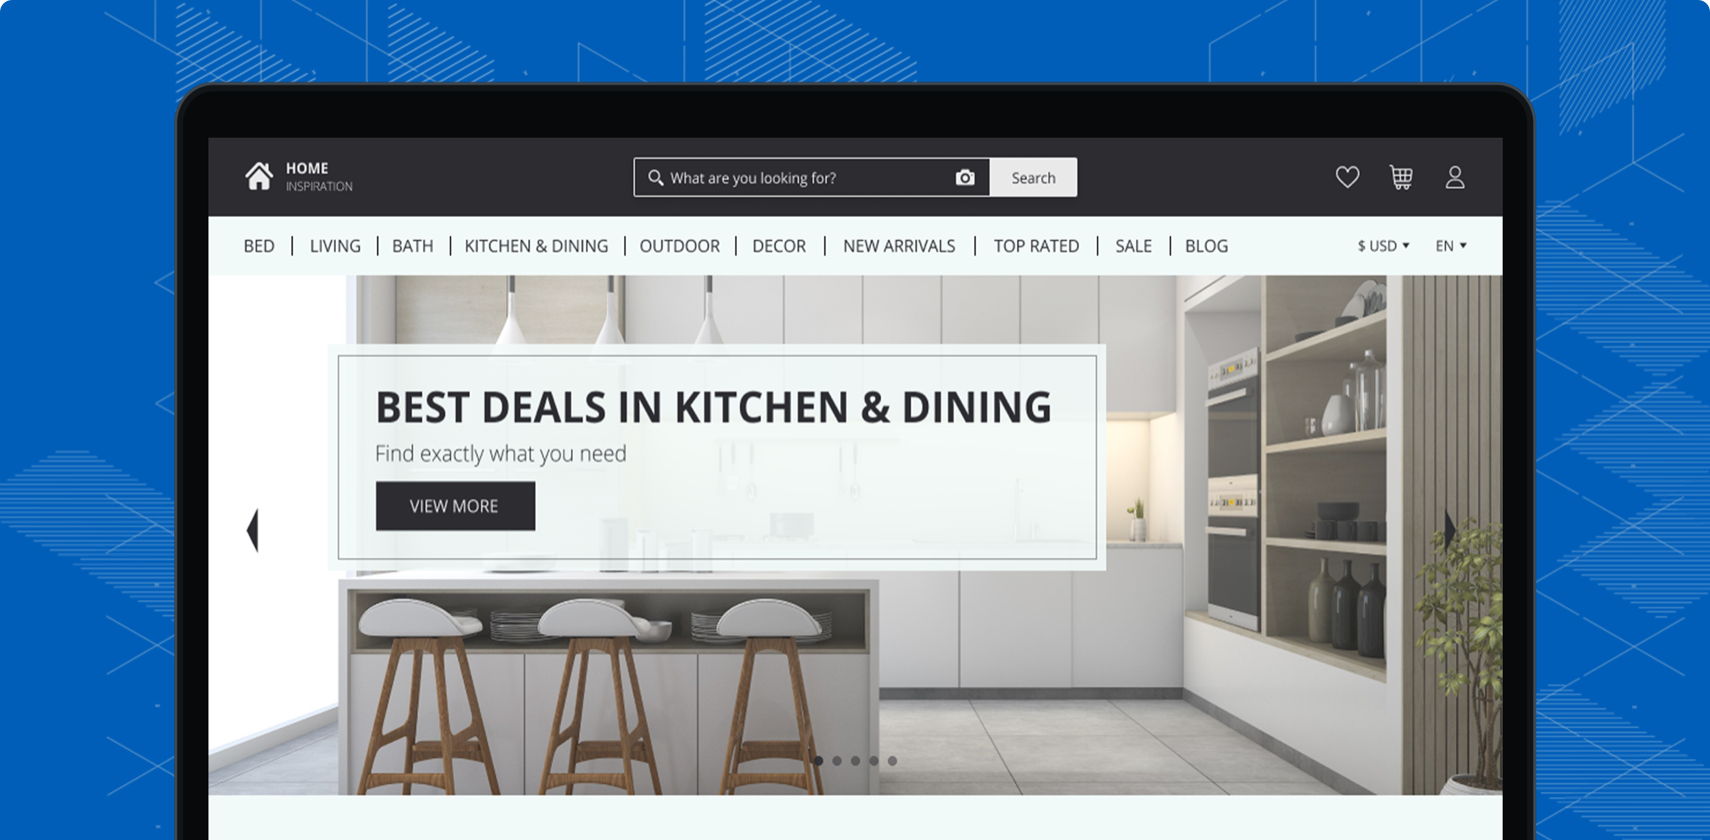 HOME
INSPIRATION
What are you looking for?
Search
BED | LIVING | BATH | KITCHEN & DINING | OUTDOOR | DECOR | NEW ARRIVALS | TOP RATED | SALE | BLOG
$ USD EN
BEST DEALS IN KITCHEN & DINING
Find exactly what you need
VIEW MORE